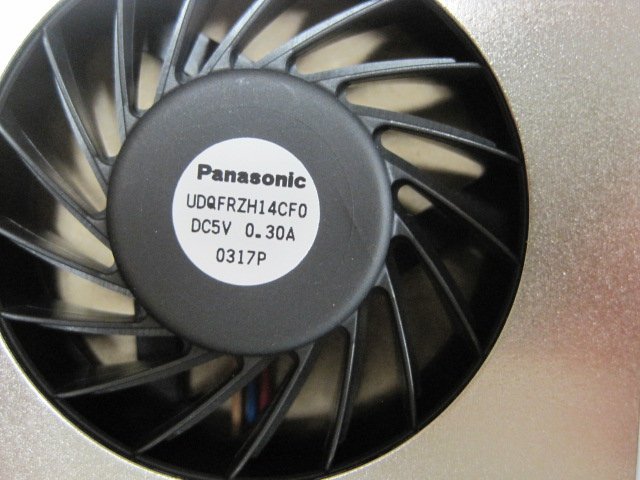 Panasonic
UDQFRZH14CF0
DC5V 0.30A
0317P